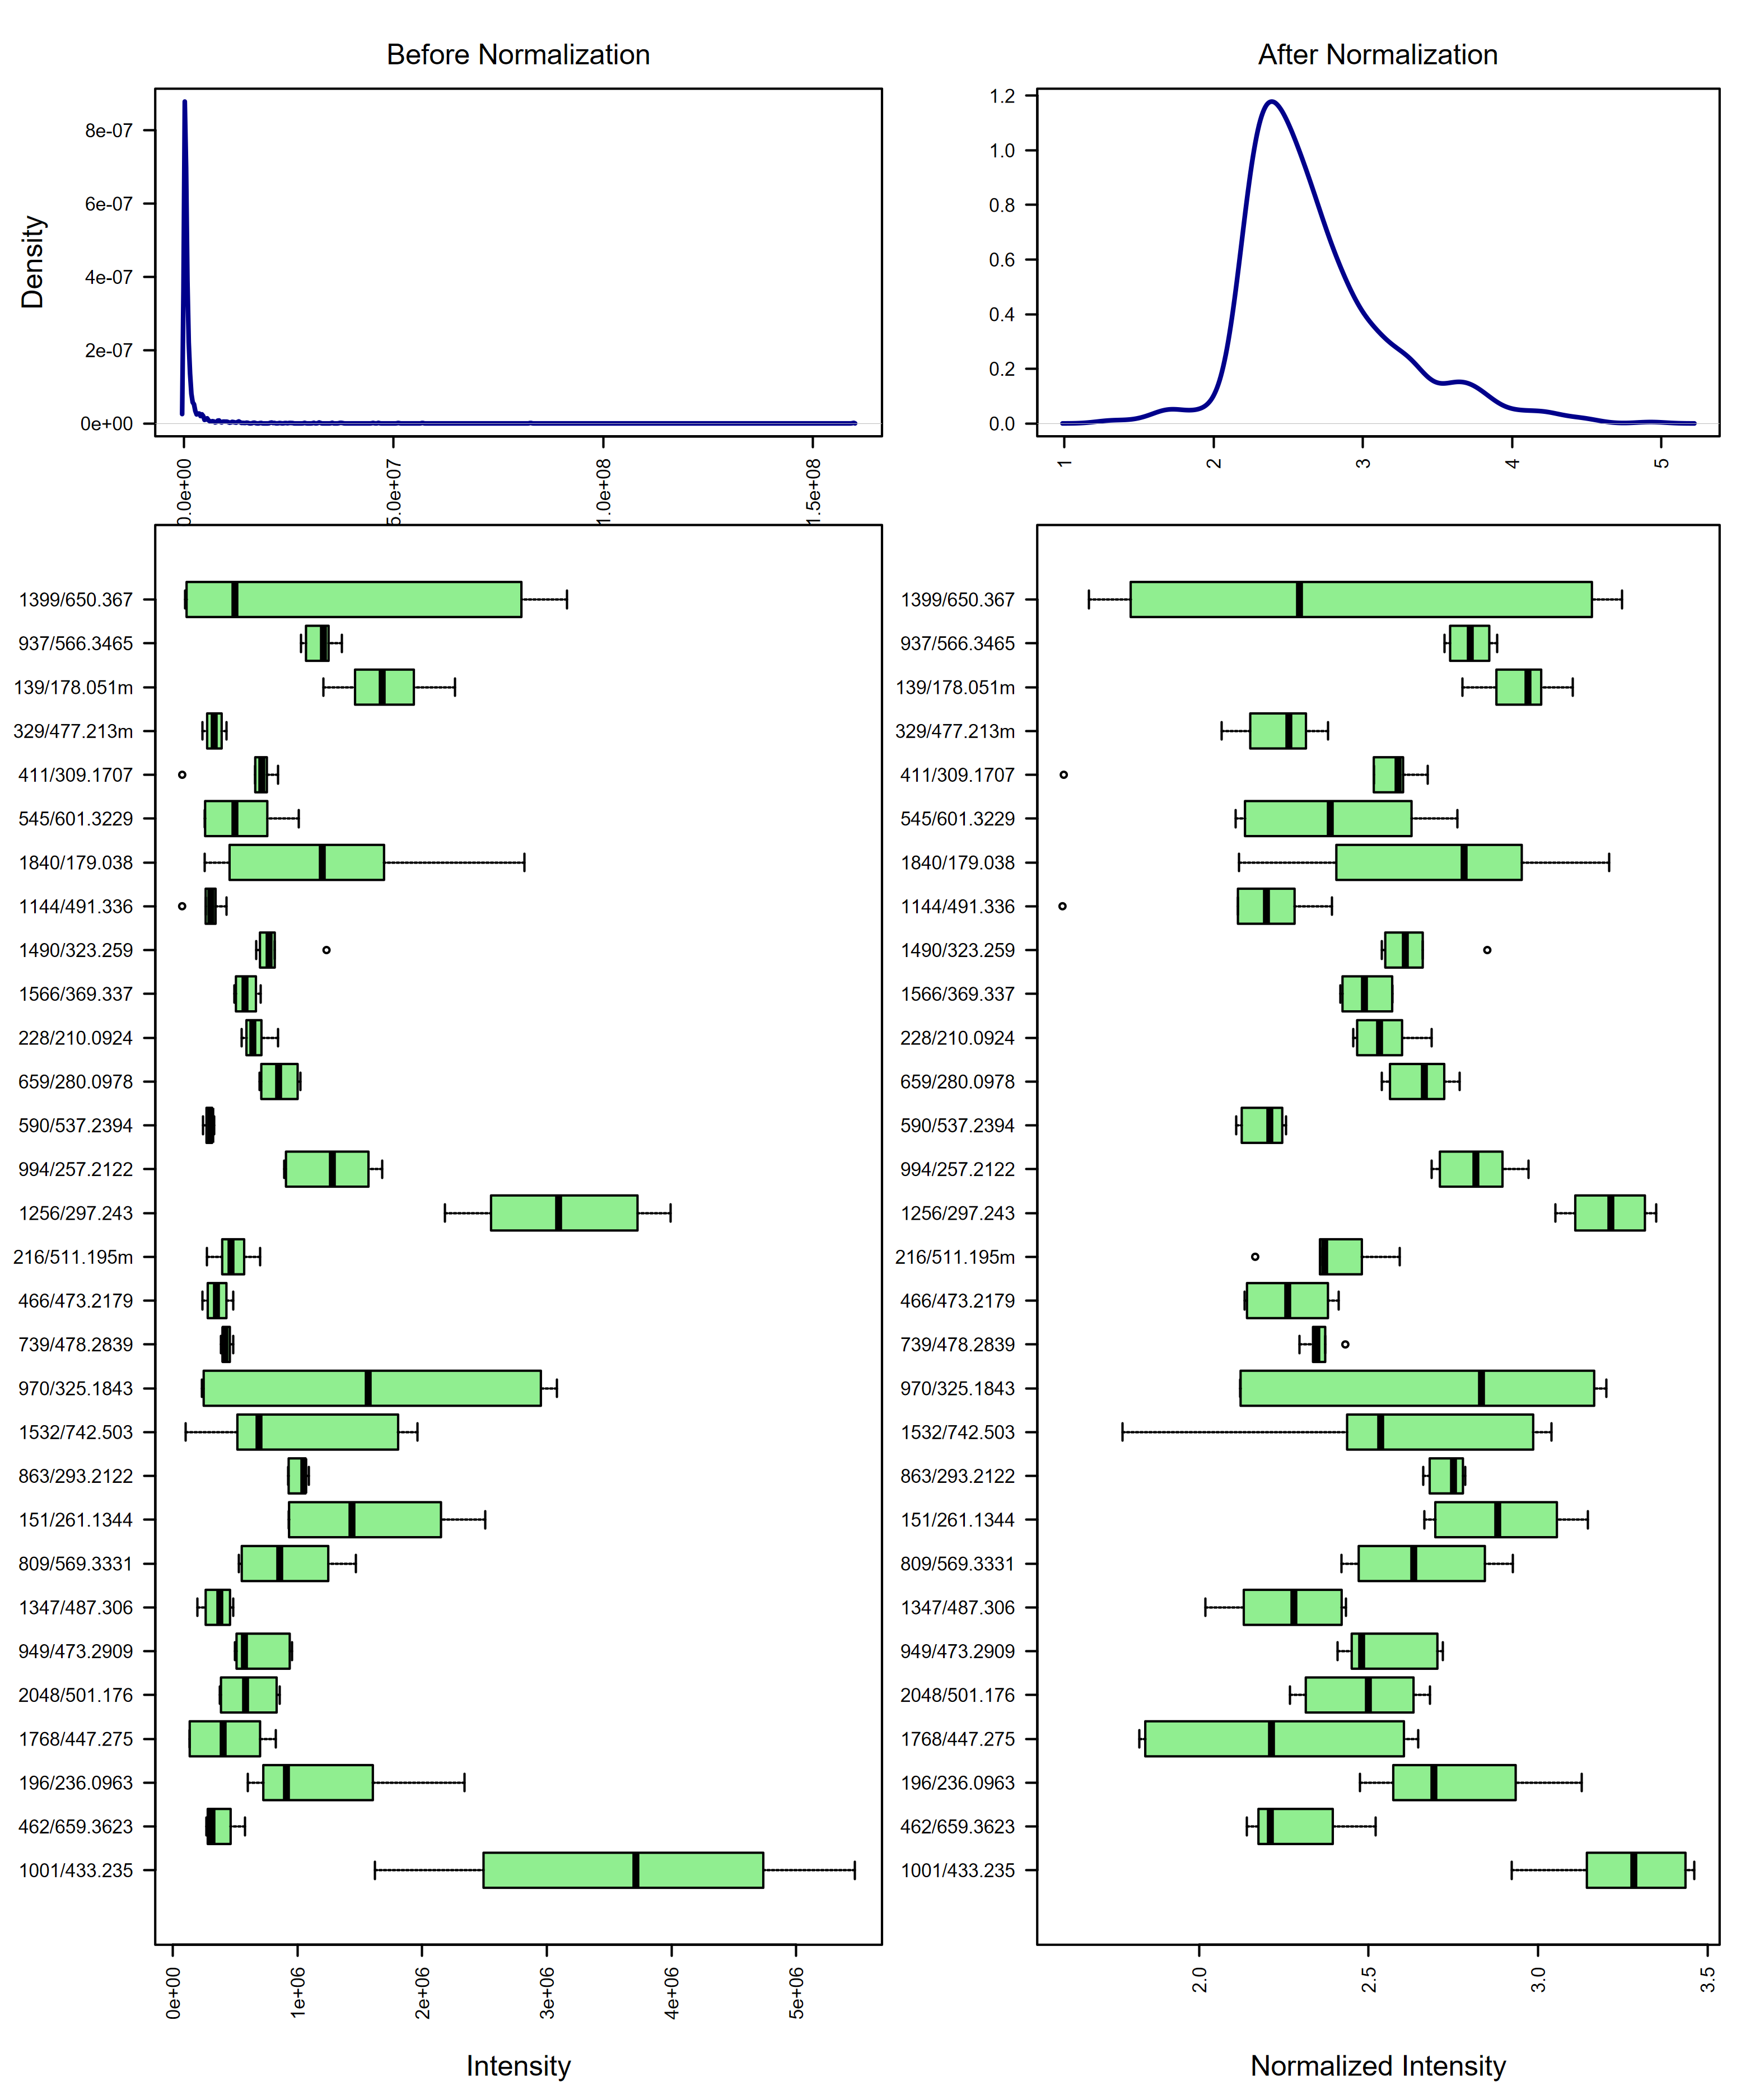 Before Normalization
After Normalization
Density
8e-07
6e-07
4e-07
2e-07
0e+00
0.0e+00
5.0e+07
1.0e+08
1.5e+08
1.2
1.0
0.8
0.6
0.4
0.2
0.0
1
2
3
4
5
1399/650.367
937/566.3465
139/178.051m
329/477.213m
411/309.1707
545/601.3229
1840/179.038
1144/491.336
1490/323.259
1566/369.337
228/210.0924
659/280.0978
590/537.2394
994/257.2122
1256/297.243
216/511.195m
466/473.2179
739/478.2839
970/325.1843
1532/742.503
863/293.2122
151/261.1344
809/569.3331
1347/487.306
949/473.2909
2048/501.176
1768/447.275
196/236.0963
462/659.3623
1001/433.235
0e+00
1e+06
2e+06
3e+06
4e+06
5e+06
Intensity
1399/650.367
937/566.3465
139/178.051m
329/477.213m
411/309.1707
545/601.3229
1840/179.038
1144/491.336
1490/323.259
1566/369.337
228/210.0924
659/280.0978
590/537.2394
994/257.2122
1256/297.243
216/511.195m
466/473.2179
739/478.2839
970/325.1843
1532/742.503
863/293.2122
151/261.1344
809/569.3331
1347/487.306
949/473.2909
2048/501.176
1768/447.275
196/236.0963
462/659.3623
1001/433.235
2.0
2.5
3.0
3.5
Normalized Intensity